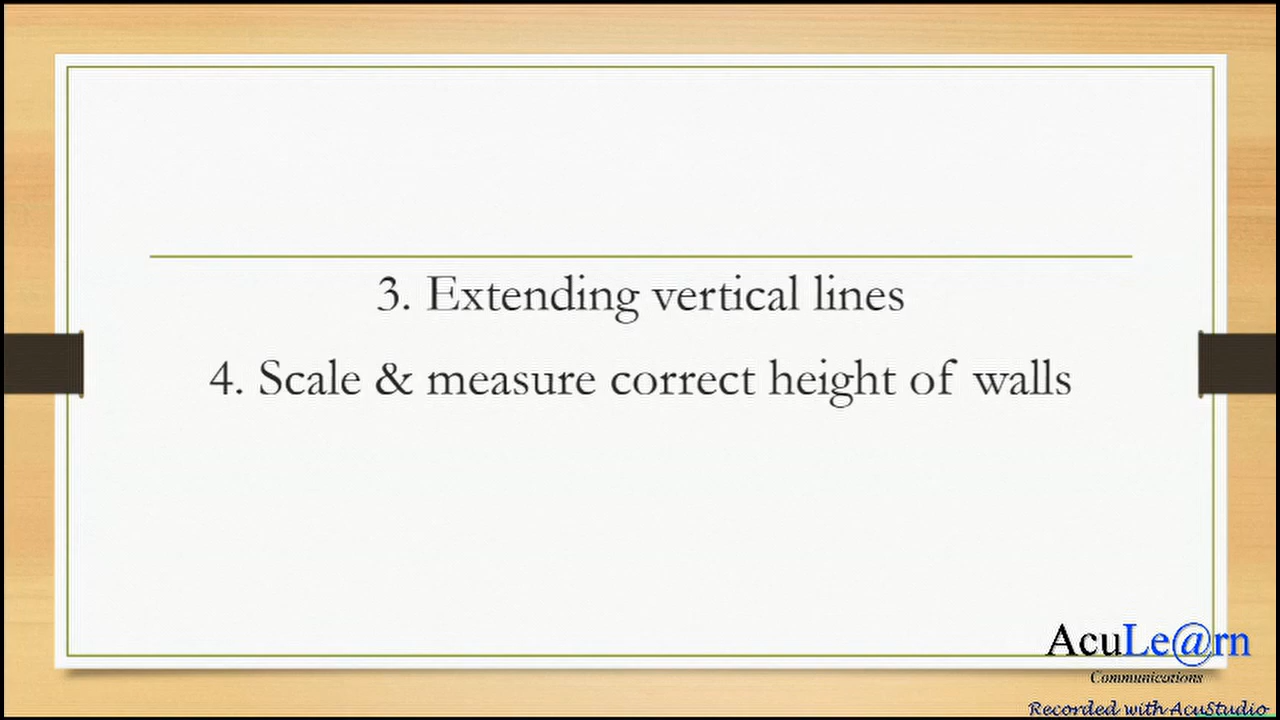 3. Extending vertical lines
4. Scale & measure correct height of walls
AcuLe@rn
Communications
Recorded with AcuStudio